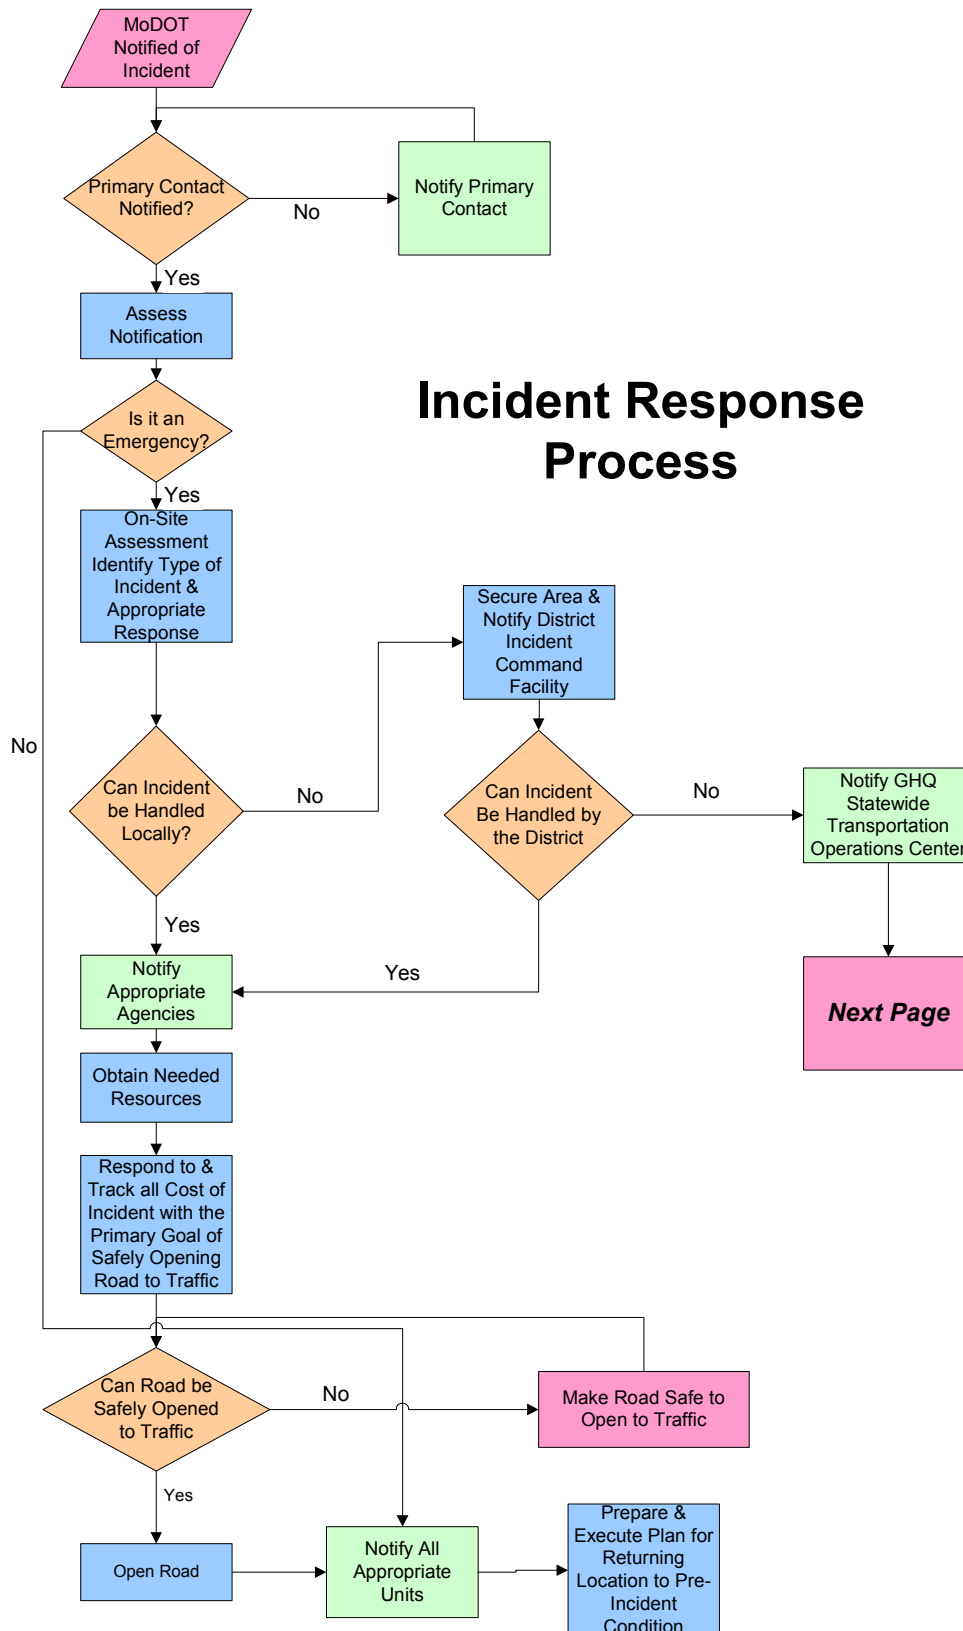 MoDOT
Notified of
Incident
Primary Contact
Notified?
No
Notify Primary
Contact
Yes
Assess
Notification
Incident Response
Process
Is it an
Emergency?
Yes
On-Site
Assessment
Identify Type of
Incident &
Appropriate
Response
Secure Area &
Notify District
Incident
Command
Facility
No
Can Incident
be Handled
Locally?
No
Can Incident
Be Handled by
the District
No
Notify GHQ
Statewide
Transportation
Operations Center
Yes
Notify
Appropriate
Agencies
Yes
Next Page
Obtain Needed
Resources
Respond to &
Track all Cost of
Incident with the
Primary Goal of
Safely Opening
Road to Traffic
Can Road be
Safely Opened
to Traffic
No
Make Road Safe to
Open to Traffic
Yes
Open Road
Notify All
Appropriate
Units
Prepare &
Execute Plan for
Returning
Location to Pre-
Incident
Condition